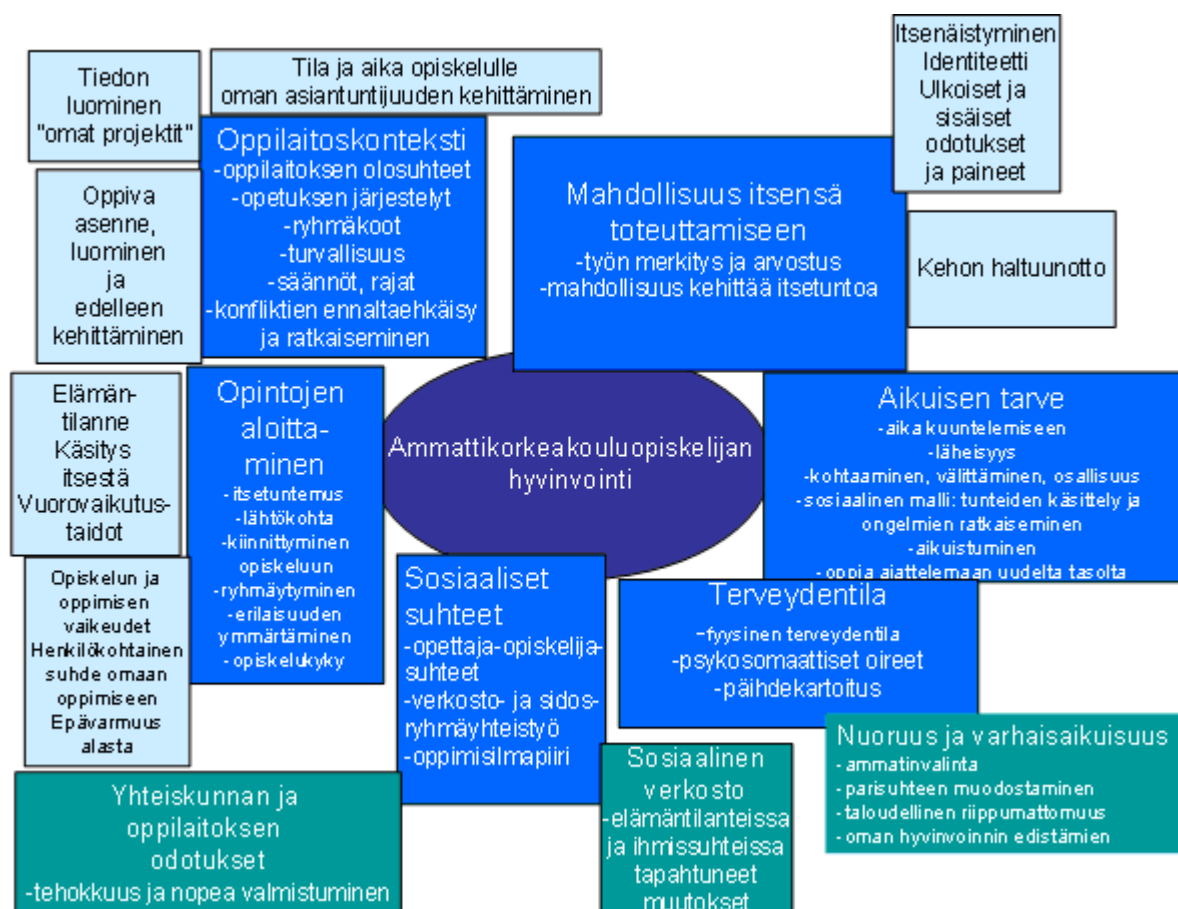 Tiedon
luominen
"omat projektit"
Tila ja aika opiskelulle
oman asiantuntijuuden kehittäminen
Itsenäistyminen
Identiteetti
Ulkoiset ja
sisäiset
odotukset
ja paineet
Oppilaitoskonteksti
-oppilaitoksen olosuhteet
-opetuksen järjestelyt
-ryhmäkoot
-turvallisuus
-säännöt, rajat
-konfliktien ennaltaehkäisy
ja ratkaiseminen
Mahdollisuus itsensä
toteuttamiseen
-työn merkitys ja arvostus
-mahdollisuus kehittää itsetuntoa
Oppiva
asenne,
luominen
ja
edelleen
kehittäminen
Kehon haltuunotto
Elämän-
tilanne
Käsitys
itsestä
Vuorovaikutus-
taidot
Opintojen
aloitta-
minen
-itsetuntemus
-lähtökohta
-kiinnittyminen
opiskeluun
-ryhmäytyminen
-erilaisuuden
ymmärtäminen
-opiskelukyky
Ammattikorkeakouluopiskelijan
hyvinvointi
Aikuisen tarve
-aika kuuntelemiseen
-läheisyys
-kohtaaminen, välittäminen, osallisuus
-sosiaalinen malli: tunteiden käsittely ja
ongelmien ratkaiseminen
-aikuistuminen
-oppia ajattelemaan uudelta tasolta
Opiskelun ja
oppimisen
vaikeudet
Henkilökohtainen
suhde omaan
oppimiseen
Epävarmuus
alasta
Sosiaaliset
suhteet
-opettaja-opiskelija-
suhteet
-verkosto- ja sidos-
ryhmäyhteistyö
-oppimisilmapiiri
Terveydentila
-fyysinen terveydentila
-psykosomaattiset oireet
-päihdekartoitus
Nuoruus ja varhaisaikuisuus
- ammatinvalinta
- parisuhteen muodostaminen
- taloudellinen riippumattomuus
- oman hyvinvoinnin edistämien
Yhteiskunnan ja
oppilaitoksen
odotukset
-tehokkuus ja nopea valmistuminen
Sosiaalinen
verkosto
-elämäntilanteissa
ja ihmissuhteissa
tapahtuneet
muutokset